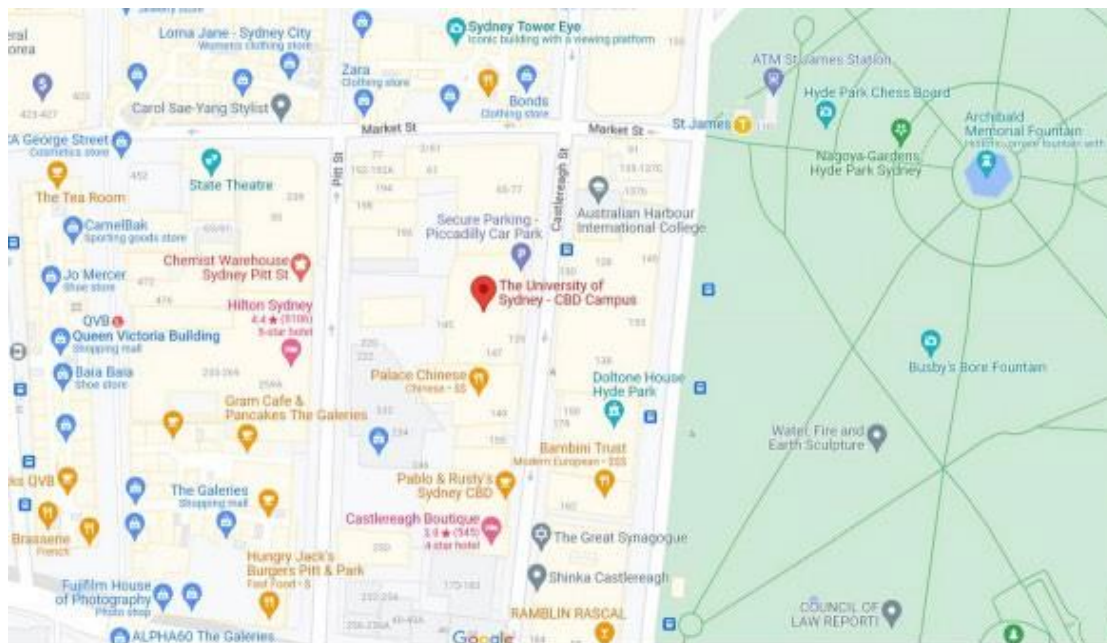 Lorna Jane - Sydney City
Women's clothing store
Sydney Tower Eye
Iconic building with a viewing platform
Zara
Clothing store
Bonds
Clothing store
Carol Sae-Yang Stylist
ATM St James Station
Hyde Park Chess Board
St James
Archibald
Memorial Fountain
Nagoya Gardens
Hyde Park Sydney
Market St
Market St
Pitt St
Castlereagh St
George Street
Cosmetics store
The Tea Room
State Theatre
CamelBak
Sporting goods store
Secure Parking -
Piccadilly Car Park
Australian Harbour
International College
Chemist Warehouse
Sydney Pitt St
Jo Mercer
Shoe store
The University of
Sydney - CBD Campus
Hilton Sydney
5-star hotel
QVB
Queen Victoria Building
Shopping mall
Baia Baia
Shoe store
Palace Chinese
Chinese - $$
Doltone House
Hyde Park
Busby's Bore Fountain
Gram Cafe &
Pancakes The Galeries
Water, Fire and
Earth Sculpture
Bambini Trust
Modern European - $$$
Pablo & Rusty's
Sydney CBD
QVB
The Galeries
Shopping mall
Castlereagh Boutique
3.9 ★ (545)
4-star hotel
Brasserie
French
The Great Synagogue
Hungry Jack's
Burgers Pitt & Park
Fast Food - $
Shinka Castlereagh
Fujifilm House
of Photography
Photo shop
RAMBLIN RASCAL
COUNCIL OF
LAW REPORTI
ALPHA60 The Galeries
Google